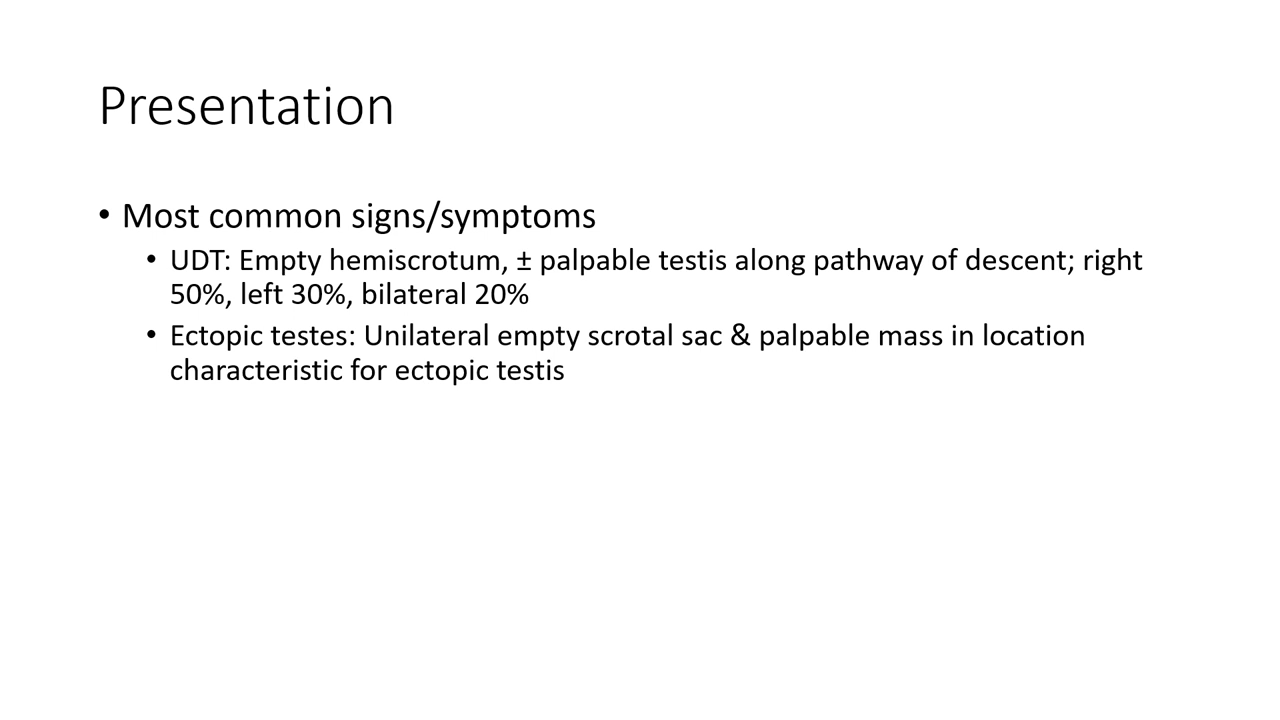 Presentation
• Most common signs/symptoms
• UDT: Empty hemiscrotum, ± palpable testis along pathway of descent; right
50%, left 30%, bilateral 20%
• Ectopic testes: Unilateral empty scrotal sac & palpable mass in location
characteristic for ectopic testis